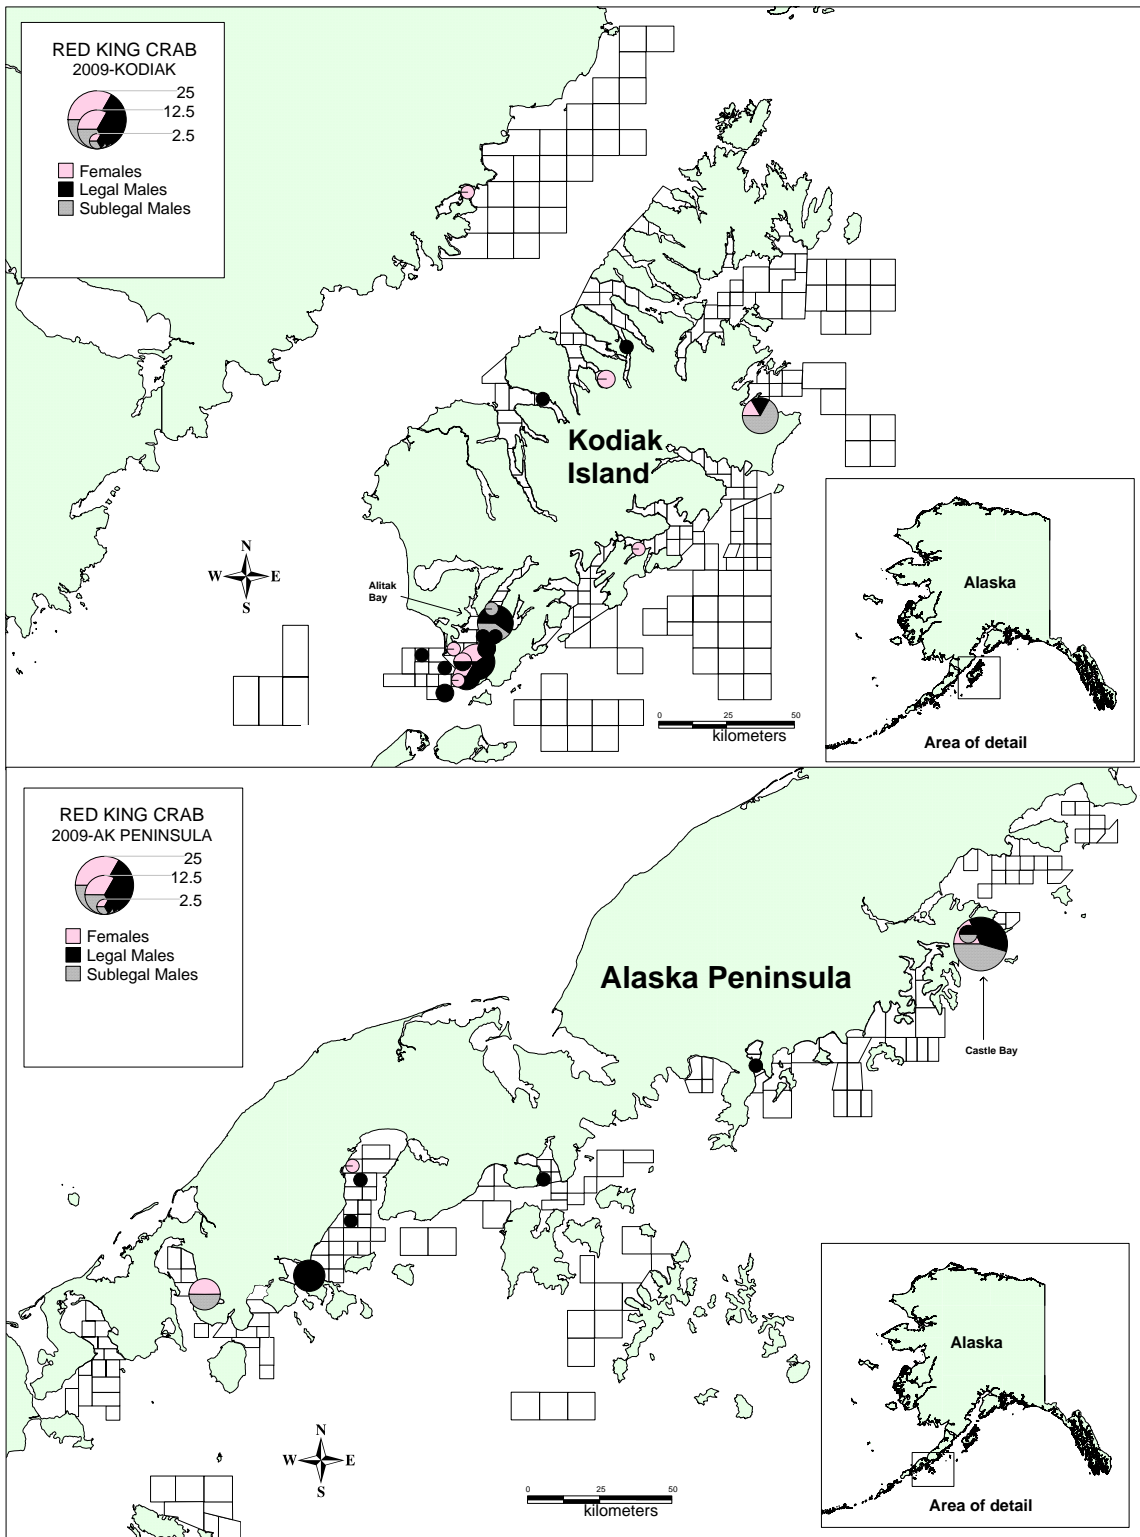 RED KING CRAB
2009-KODIAK
25
12.5
2.5
Females
Legal Males
Sublegal Males
Kodiak
Island
N
W E
S
Alitak
Bay
0 25 50
kilometers
Alaska
Area of detail
RED KING CRAB
2009-AK PENINSULA
25
12.5
2.5
Females
Legal Males
Sublegal Males
Alaska Peninsula
Castle Bay
N
W E
S
0 25 50
kilometers
Alaska
Area of detail